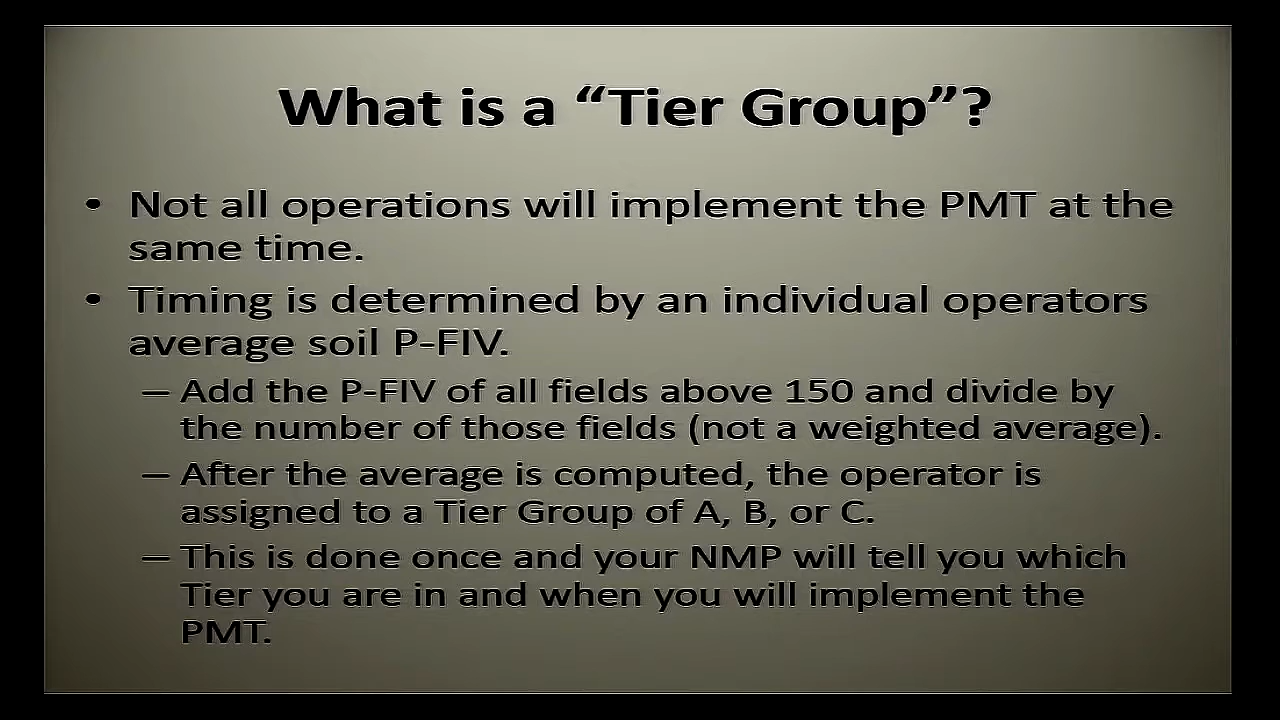 What is a “Tier Group”?
• Not all operations will implement the PMT at the
same time.
• Timing is determined by an individual operators
average soil P-FIV.
– Add the P-FIV of all fields above 150 and divide by
the number of those fields (not a weighted average).
– After the average is computed, the operator is
assigned to a Tier Group of A, B, or C.
– This is done once and your NMP will tell you which
Tier you are in and when you will implement the
PMT.